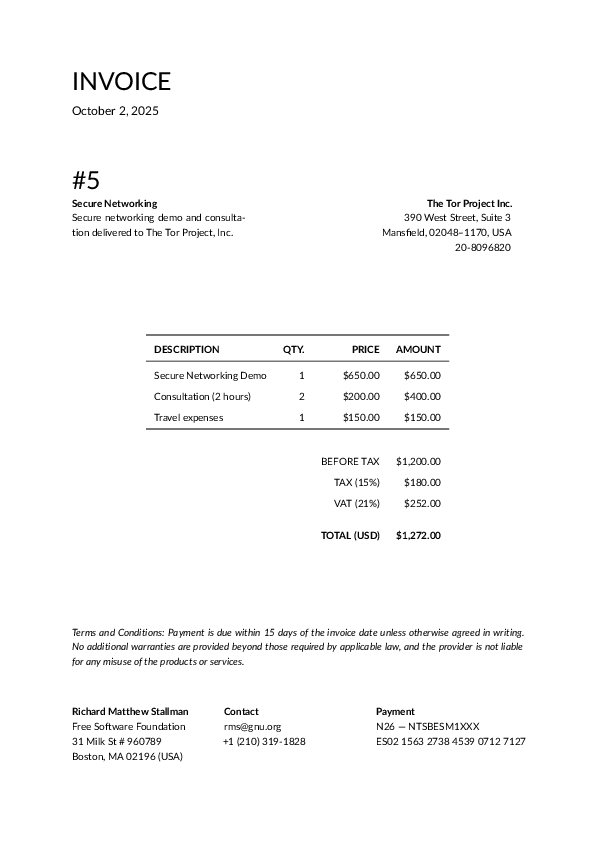 INVOICE
October 2, 2025
#5
Secure Networking
Secure networking demo and consulta-
tion delivered to The Tor Project, Inc.
The Tor Project Inc.
390 West Street, Suite 3
Mansfield, 02048–1170, USA
20-8096820
DESCRIPTION QTY. PRICE AMOUNT
Secure Networking Demo 1 $650.00 $650.00
Consultation (2 hours) 2 $200.00 $400.00
Travel expenses 1 $150.00 $150.00
BEFORE TAX $1,200.00
TAX (15%) $180.00
VAT (21%) $252.00
TOTAL (USD) $1,272.00
Terms and Conditions: Payment is due within 15 days of the invoice date unless otherwise agreed in writing.
No additional warranties are provided beyond those required by applicable law, and the provider is not liable
for any misuse of the products or services.
Richard Matthew Stallman
Free Software Foundation
31 Milk St # 960789
Boston, MA 02196 (USA)
Contact
rms@gnu.org
+1 (210) 319-1828
Payment
N26 — NTSBESM1XXX
ES02 1563 2738 4539 0712 7127